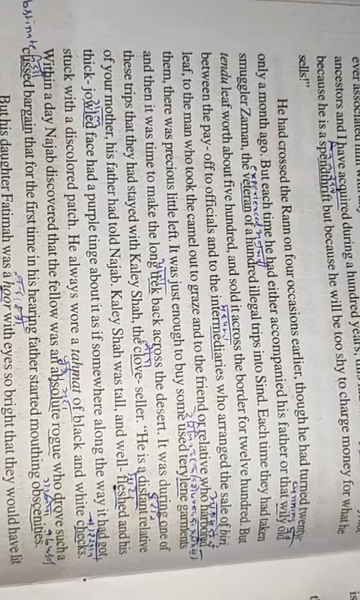 ancestors and I have acquired during a hundred years,
because he is a spendthrift but because he will be too shy to charge money for what he
sells!"
He had crossed the Rann on four occasions earlier, though he had turned twenty
only a month ago. But each time he had either accompanied his father or this wily old
smuggler Zaman, the veteran of a hundred illegal trips into Sind. Each time they had taken
tendu leaf worth about five hundred, and sold it across the border for twelve hundred. But
between the pay-offs to officials and to the intermediaries who arranged the sale of biri
leaf, to the man who took the camel out to graze and to the friend or relative who harbored
them, there was precious little left. It was just enough to buy some used terylene garments
and then it was time to make the long trek back across the desert. It was during one of
these trips that they had stayed with Kaley Shah, the clove-seller. "He is a distant relative
of your mother, his father had told Najab. Kaley Shah was tall, and well-fleshed and his
thick-jowled face had a purple tinge about it as if somewhere along the way it had got
stuck with a discolored patch. He always wore a tahmat of black and white checks.
Within a day Najab discovered that the fellow was an absolute rogue who drove such a
cussed bargain that for the first time in his hearing father started mouthing obscenities.
But his daughter Fatimah was a hoor with eyes so bright that they would have lit